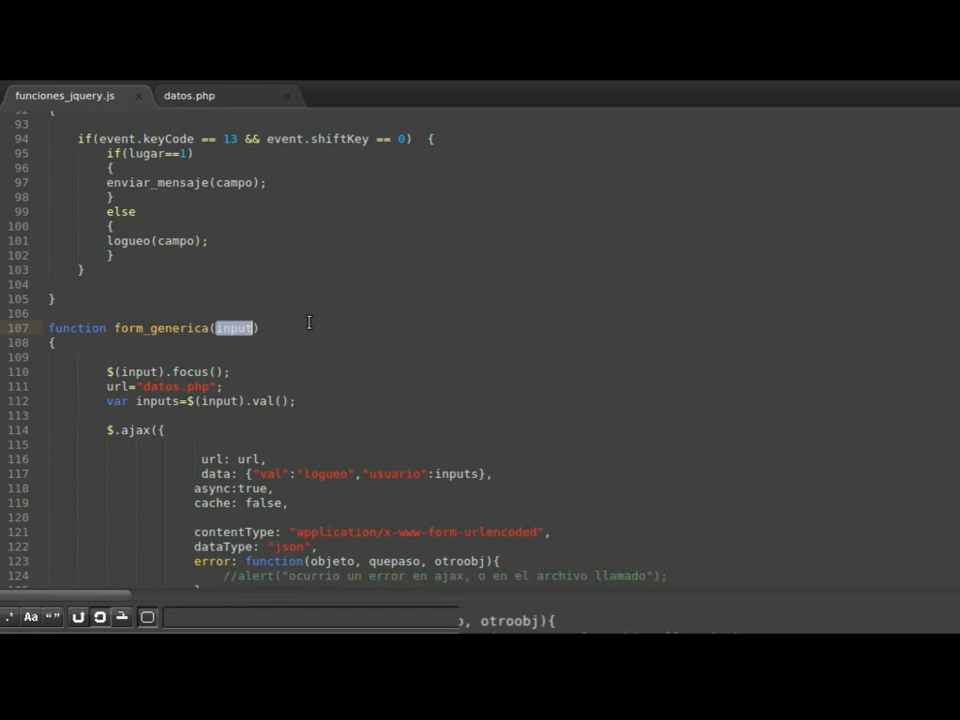 funciones_jquery.js × datos.php ×
92 {
93
94 if(event.keyCode == 13 && event.shiftKey == 0) {
95 if(lugar==1)
96 {
97 enviar_mensaje(campo);
98 }
99 else
100 {
101 logueo(campo);
102 }
103 }
104
105 }
106
107 function form_generica(input)
108 {
109
110 $(input).focus();
111 url="datos.php";
112 var inputs=$(input).val();
113
114 $.ajax({
115
116 url: url,
117 data: {"val":"logueo","usuario":inputs},
118 async:true,
119 cache: false,
120
121 contentType: "application/x-www-form-urlencoded",
122 dataType: "json",
123 error: function(objeto, quepaso, otroobj){
124 //alert("ocurrio un error en ajax, o en el archivo llamado");
.* Aa “”
o, otroobj){